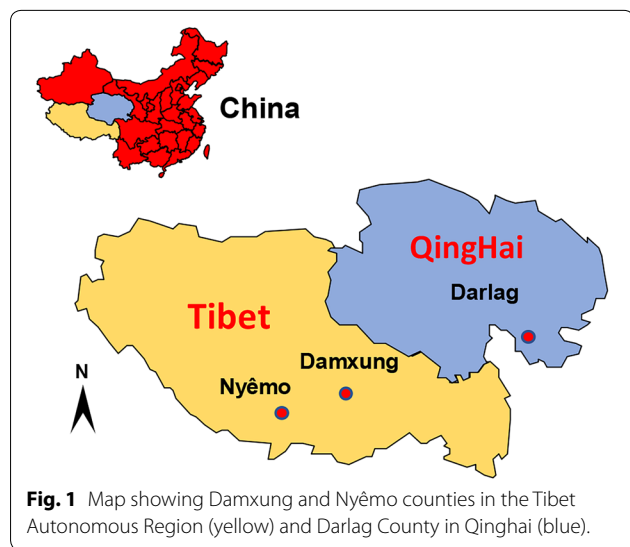 China
QingHai
Darlag
Tibet
Damxung
Nyêmo
N
Fig. 1 Map showing Damxung and Nyêmo counties in the Tibet
Autonomous Region (yellow) and Darlag County in Qinghai (blue).